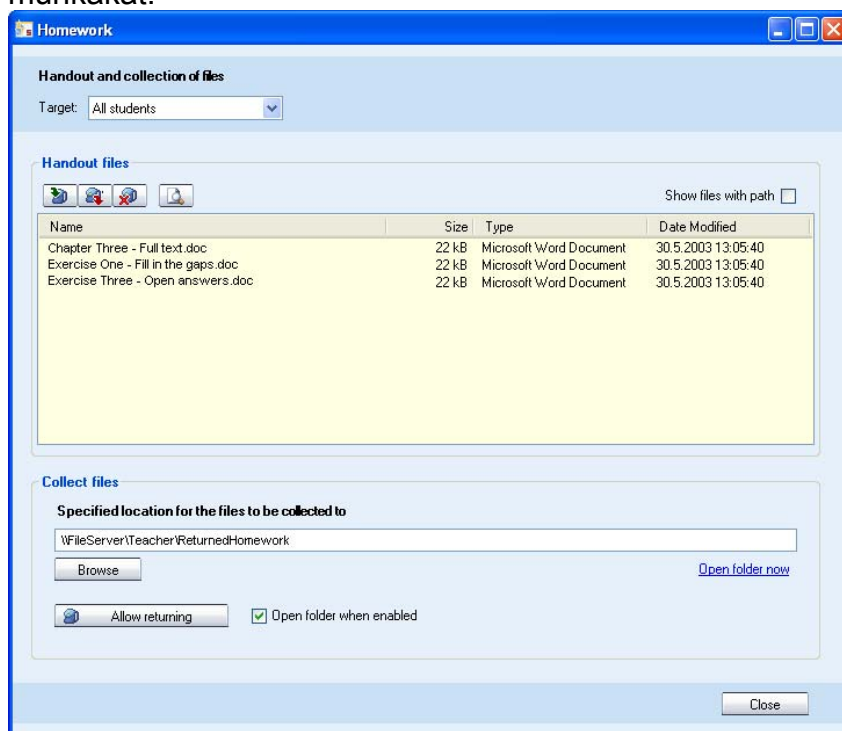 munkákat.
Homework
Handout and collection of files
Target: All students
Handout files
Show files with path
Name Size Type Date Modified
Chapter Three - Full text.doc 22 kB Microsoft Word Document 30.5.2003 13:05:40
Exercise One - Fill in the gaps.doc 22 kB Microsoft Word Document 30.5.2003 13:05:40
Exercise Three - Open answers.doc 22 kB Microsoft Word Document 30.5.2003 13:05:40
Collect files
Specified location for the files to be collected to
\\FileServer\Teacher\ReturnedHomework
Browse Open folder now
Allow returning Open folder when enabled
Close